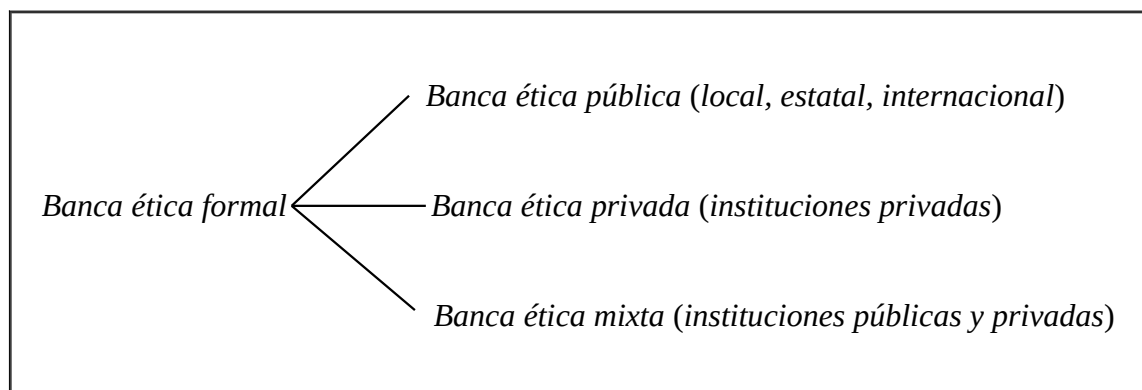 Banca ética pública (local, estatal, internacional)
Banca ética formal
Banca ética privada (instituciones privadas)
Banca ética mixta (instituciones públicas y privadas)